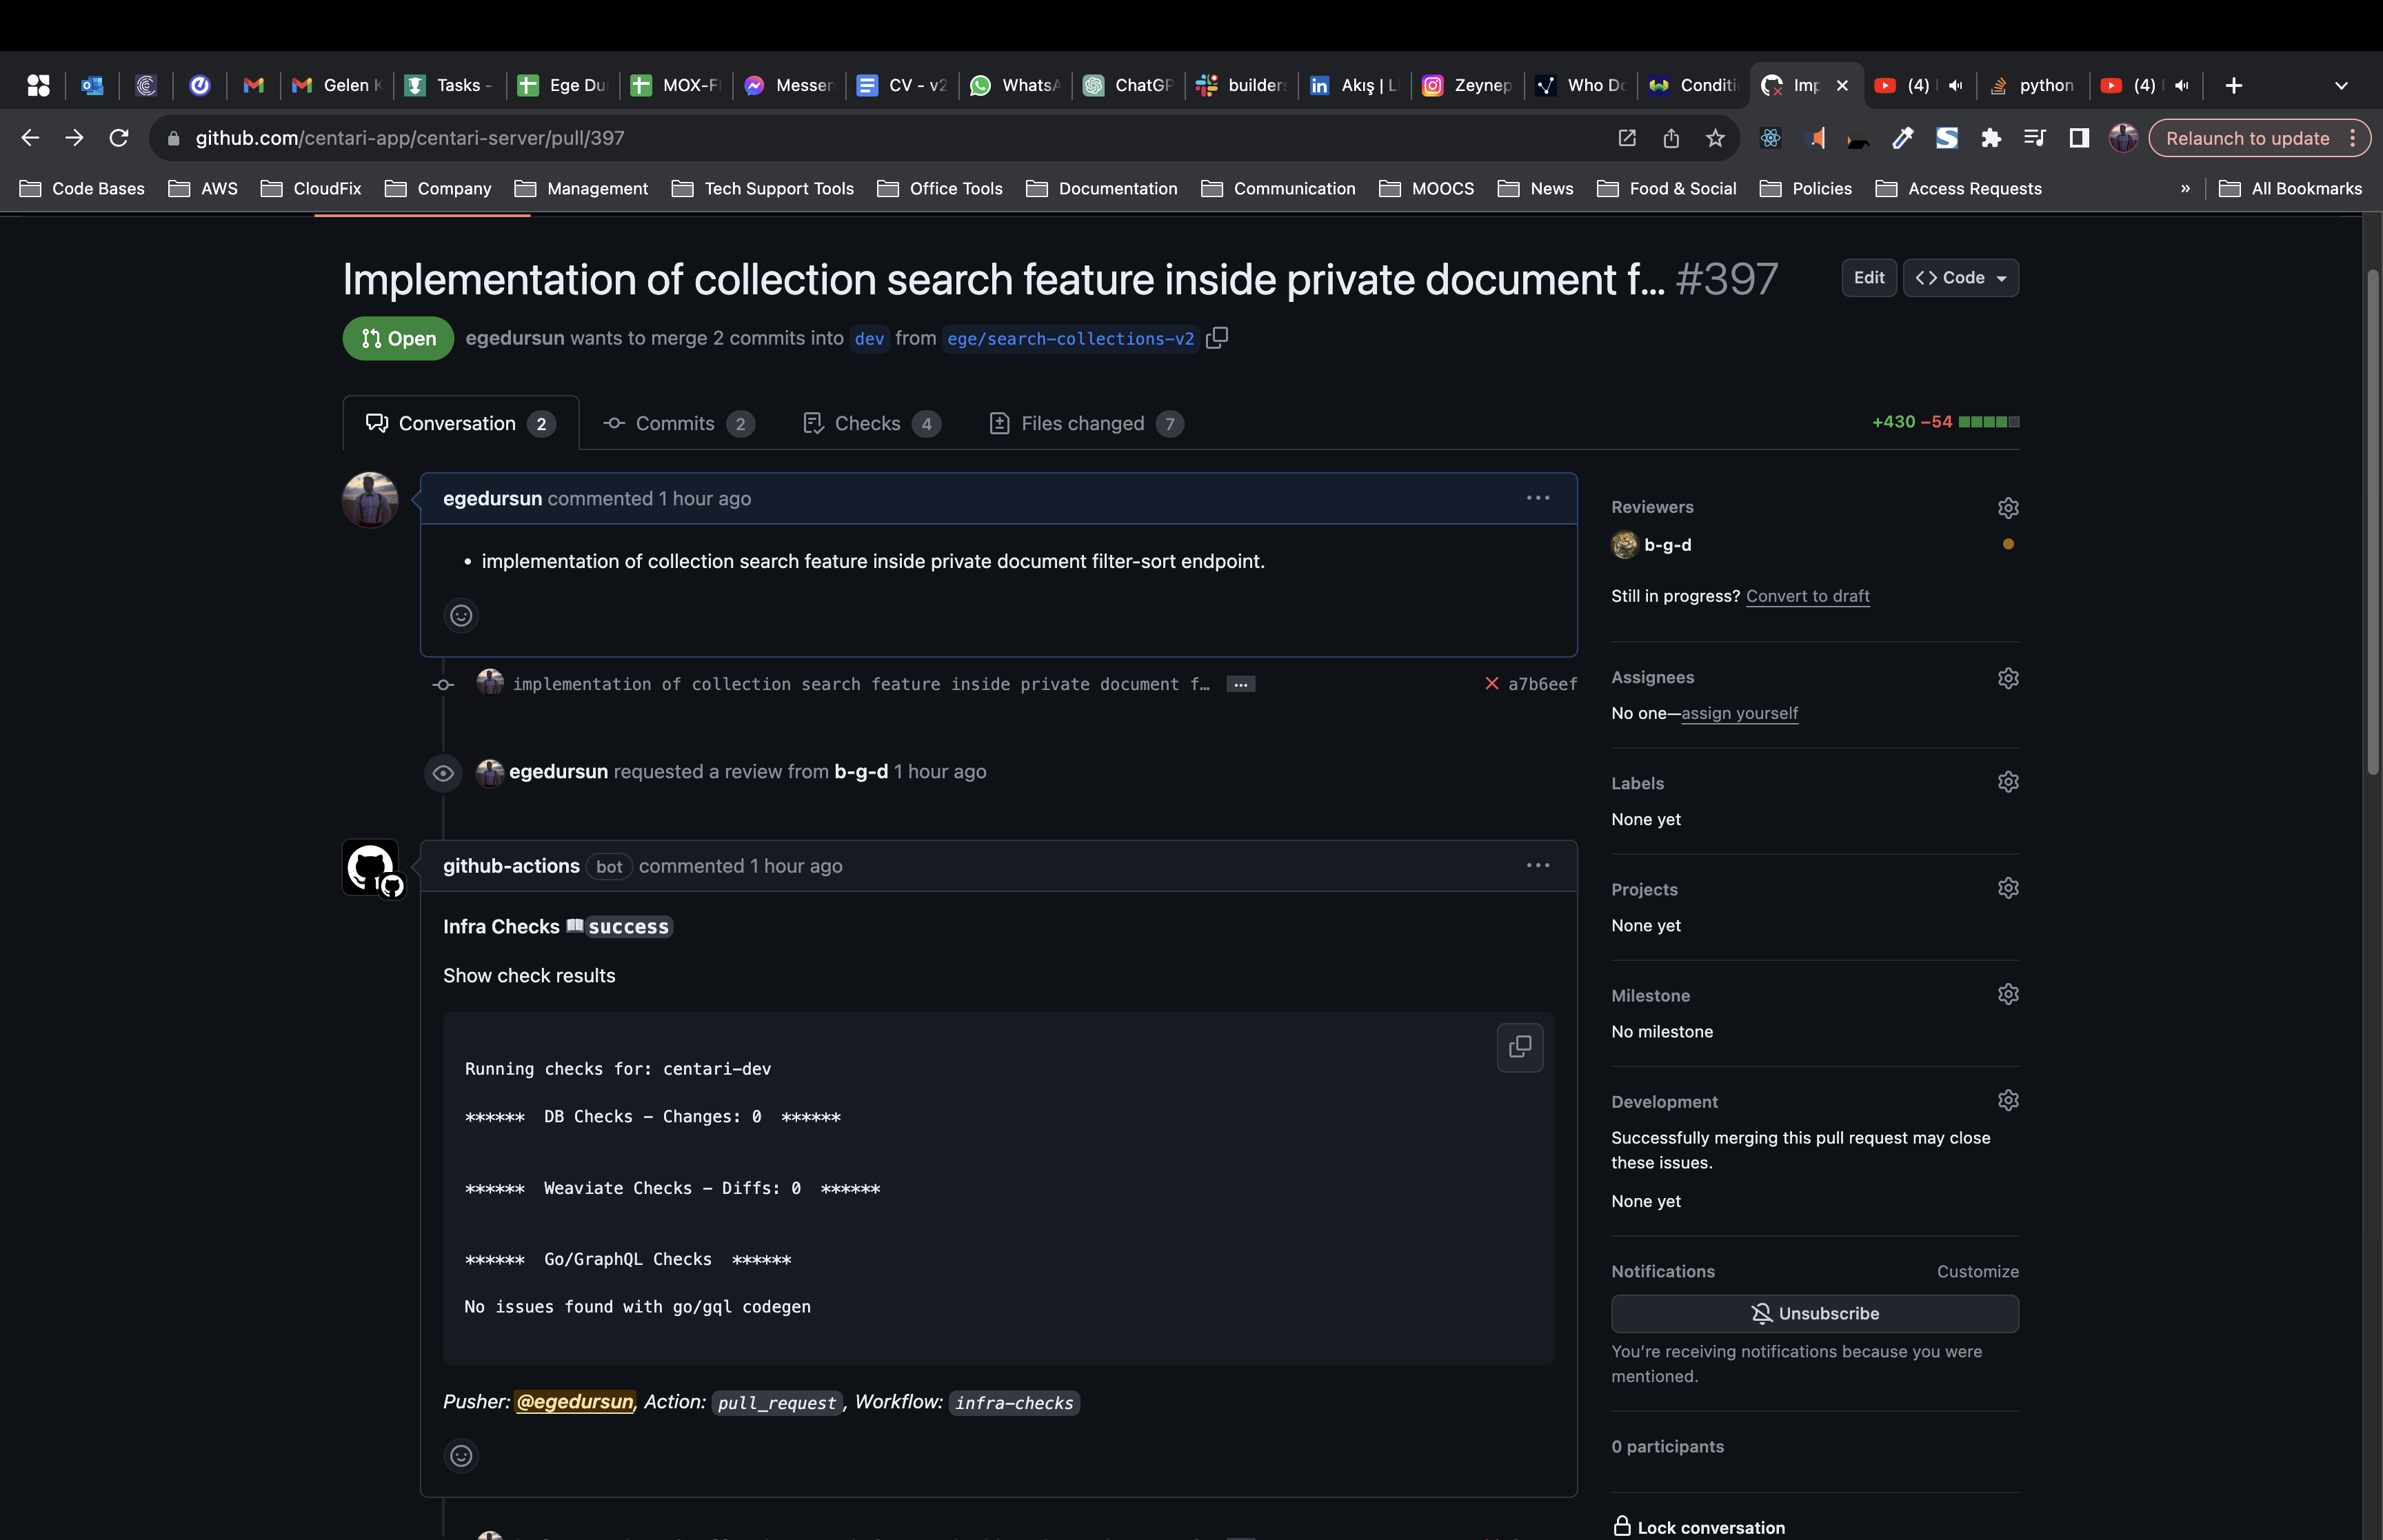 Gelen K
Tasks -
Ege Du
MOX-F
Messen
CV - v2
WhatsA
ChatGP
builders
Akış | L
Zeynep
Who Do
Conditi
Imp
(4)
python
(4)
github.com/centari-app/centari-server/pull/397
Relaunch to update
Code Bases
AWS
CloudFix
Company
Management
Tech Support Tools
Office Tools
Documentation
Communication
MOOCS
News
Food & Social
Policies
Access Requests
»
All Bookmarks
Implementation of collection search feature inside private document f... #397
Edit
<> Code
Open
egedursun wants to merge 2 commits into dev from ege/search-collections-v2
Conversation 2
Commits 2
Checks 4
Files changed 7
+430 −54
egedursun commented 1 hour ago
• implementation of collection search feature inside private document filter-sort endpoint.
implementation of collection search feature inside private document f…
a7b6eef
egedursun requested a review from b-g-d 1 hour ago
github-actions bot commented 1 hour ago
Infra Checks 📖success
Show check results
Running checks for: centari-dev
****** DB Checks - Changes: 0 ******
****** Weaviate Checks - Diffs: 0 ******
****** Go/GraphQL Checks ******
No issues found with go/gql codegen
Pusher: @egedursun, Action: pull_request, Workflow: infra-checks
Reviewers
b-g-d
Still in progress? Convert to draft
Assignees
No one—assign yourself
Labels
None yet
Projects
None yet
Milestone
No milestone
Development
Successfully merging this pull request may close
these issues.
None yet
Notifications
Customize
Unsubscribe
You're receiving notifications because you were
mentioned.
0 participants
Lock conversation